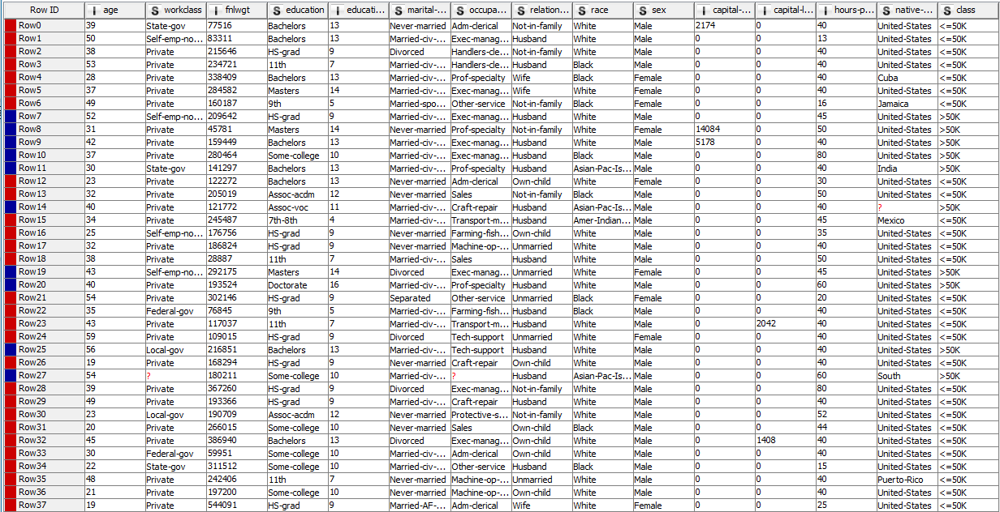 Row ID I age S workclass I fnlwgt S education I educati... S marital-... S occupa... S relation... S race S sex I capital-... I capital-l... I hours-p... S native-... S class
Row0 39 State-gov 77516 Bachelors 13 Never-married Adm-clerical Not-in-family White Male 2174 0 40 United-States <=50K
Row1 50 Self-emp-no... 83311 Bachelors 13 Married-civ-... Exec-manag... Husband White Male 0 0 13 United-States <=50K
Row2 38 Private 215646 HS-grad 9 Divorced Handlers-cle... Not-in-family White Male 0 0 40 United-States <=50K
Row3 53 Private 234721 11th 7 Married-civ-... Handlers-cle... Husband Black Male 0 0 40 United-States <=50K
Row4 28 Private 338409 Bachelors 13 Married-civ-... Prof-specialty Wife Black Female 0 0 40 Cuba <=50K
Row5 37 Private 284582 Masters 14 Married-civ-... Exec-manag... Wife White Female 0 0 40 United-States <=50K
Row6 49 Private 160187 9th 5 Married-spo... Other-service Not-in-family Black Female 0 0 16 Jamaica <=50K
Row7 52 Self-emp-no... 209642 HS-grad 9 Married-civ-... Exec-manag... Husband White Male 0 0 45 United-States >50K
Row8 31 Private 45781 Masters 14 Never-married Prof-specialty Not-in-family White Female 14084 0 50 United-States >50K
Row9 42 Private 159449 Bachelors 13 Married-civ-... Exec-manag... Husband White Male 5178 0 40 United-States >50K
Row10 37 Private 280464 Some-college 10 Married-civ-... Exec-manag... Husband Black Male 0 0 80 United-States >50K
Row11 30 State-gov 141297 Bachelors 13 Married-civ-... Prof-specialty Husband Asian-Pac-Is... Male 0 0 40 India >50K
Row12 23 Private 122272 Bachelors 13 Never-married Adm-clerical Own-child White Female 0 0 30 United-States <=50K
Row13 32 Private 205019 Assoc-acdm 12 Never-married Sales Not-in-family Black Male 0 0 50 United-States <=50K
Row14 40 Private 121772 Assoc-voc 11 Married-civ-... Craft-repair Husband Asian-Pac-Is... Male 0 0 40 ? >50K
Row15 34 Private 245487 7th-8th 4 Married-civ-... Transport-m... Husband Amer-Indian... Male 0 0 45 Mexico <=50K
Row16 25 Self-emp-no... 176756 HS-grad 9 Never-married Farming-fish... Own-child White Male 0 0 35 United-States <=50K
Row17 32 Private 186824 HS-grad 9 Never-married Machine-op-... Unmarried White Male 0 0 40 United-States <=50K
Row18 38 Private 28887 11th 7 Married-civ-... Sales Husband White Male 0 0 50 United-States <=50K
Row19 43 Self-emp-no... 292175 Masters 14 Divorced Exec-manag... Unmarried White Female 0 0 45 United-States >50K
Row20 40 Private 193524 Doctorate 16 Married-civ-... Prof-specialty Husband White Male 0 0 60 United-States >50K
Row21 54 Private 302146 HS-grad 9 Separated Other-service Unmarried Black Female 0 0 20 United-States <=50K
Row22 35 Federal-gov 76845 9th 5 Married-civ-... Farming-fish... Husband Black Male 0 0 40 United-States <=50K
Row23 43 Private 117037 11th 7 Married-civ-... Transport-m... Husband White Male 0 2042 40 United-States <=50K
Row24 59 Private 109015 HS-grad 9 Divorced Tech-support Unmarried White Female 0 0 40 United-States <=50K
Row25 56 Local-gov 216851 Bachelors 13 Married-civ-... Tech-support Husband White Male 0 0 40 United-States >50K
Row26 19 Private 168294 HS-grad 9 Never-married Craft-repair Own-child White Male 0 0 40 United-States <=50K
Row27 54 ? 180211 Some-college 10 Married-civ-... ? Husband Asian-Pac-Is... Male 0 0 60 South >50K
Row28 39 Private 367260 HS-grad 9 Divorced Exec-manag... Not-in-family White Male 0 0 80 United-States <=50K
Row29 49 Private 193366 HS-grad 9 Married-civ-... Craft-repair Husband White Male 0 0 40 United-States <=50K
Row30 23 Local-gov 190709 Assoc-acdm 12 Never-married Protective-s... Not-in-family White Male 0 0 52 United-States <=50K
Row31 20 Private 266015 Some-college 10 Never-married Sales Own-child Black Male 0 0 44 United-States <=50K
Row32 45 Private 386940 Bachelors 13 Divorced Exec-manag... Own-child White Male 0 1408 40 United-States <=50K
Row33 30 Federal-gov 59951 Some-college 10 Married-civ-... Adm-clerical Own-child White Male 0 0 40 United-States <=50K
Row34 22 State-gov 311512 Some-college 10 Married-civ-... Other-service Husband Black Male 0 0 15 United-States <=50K
Row35 48 Private 242406 11th 7 Never-married Machine-op-... Unmarried White Male 0 0 40 Puerto-Rico <=50K
Row36 21 Private 197200 Some-college 10 Never-married Machine-op-... Own-child White Male 0 0 40 United-States <=50K
Row37 19 Private 544091 HS-grad 9 Married-AF-... Adm-clerical Wife White Female 0 0 25 United-States <=50K